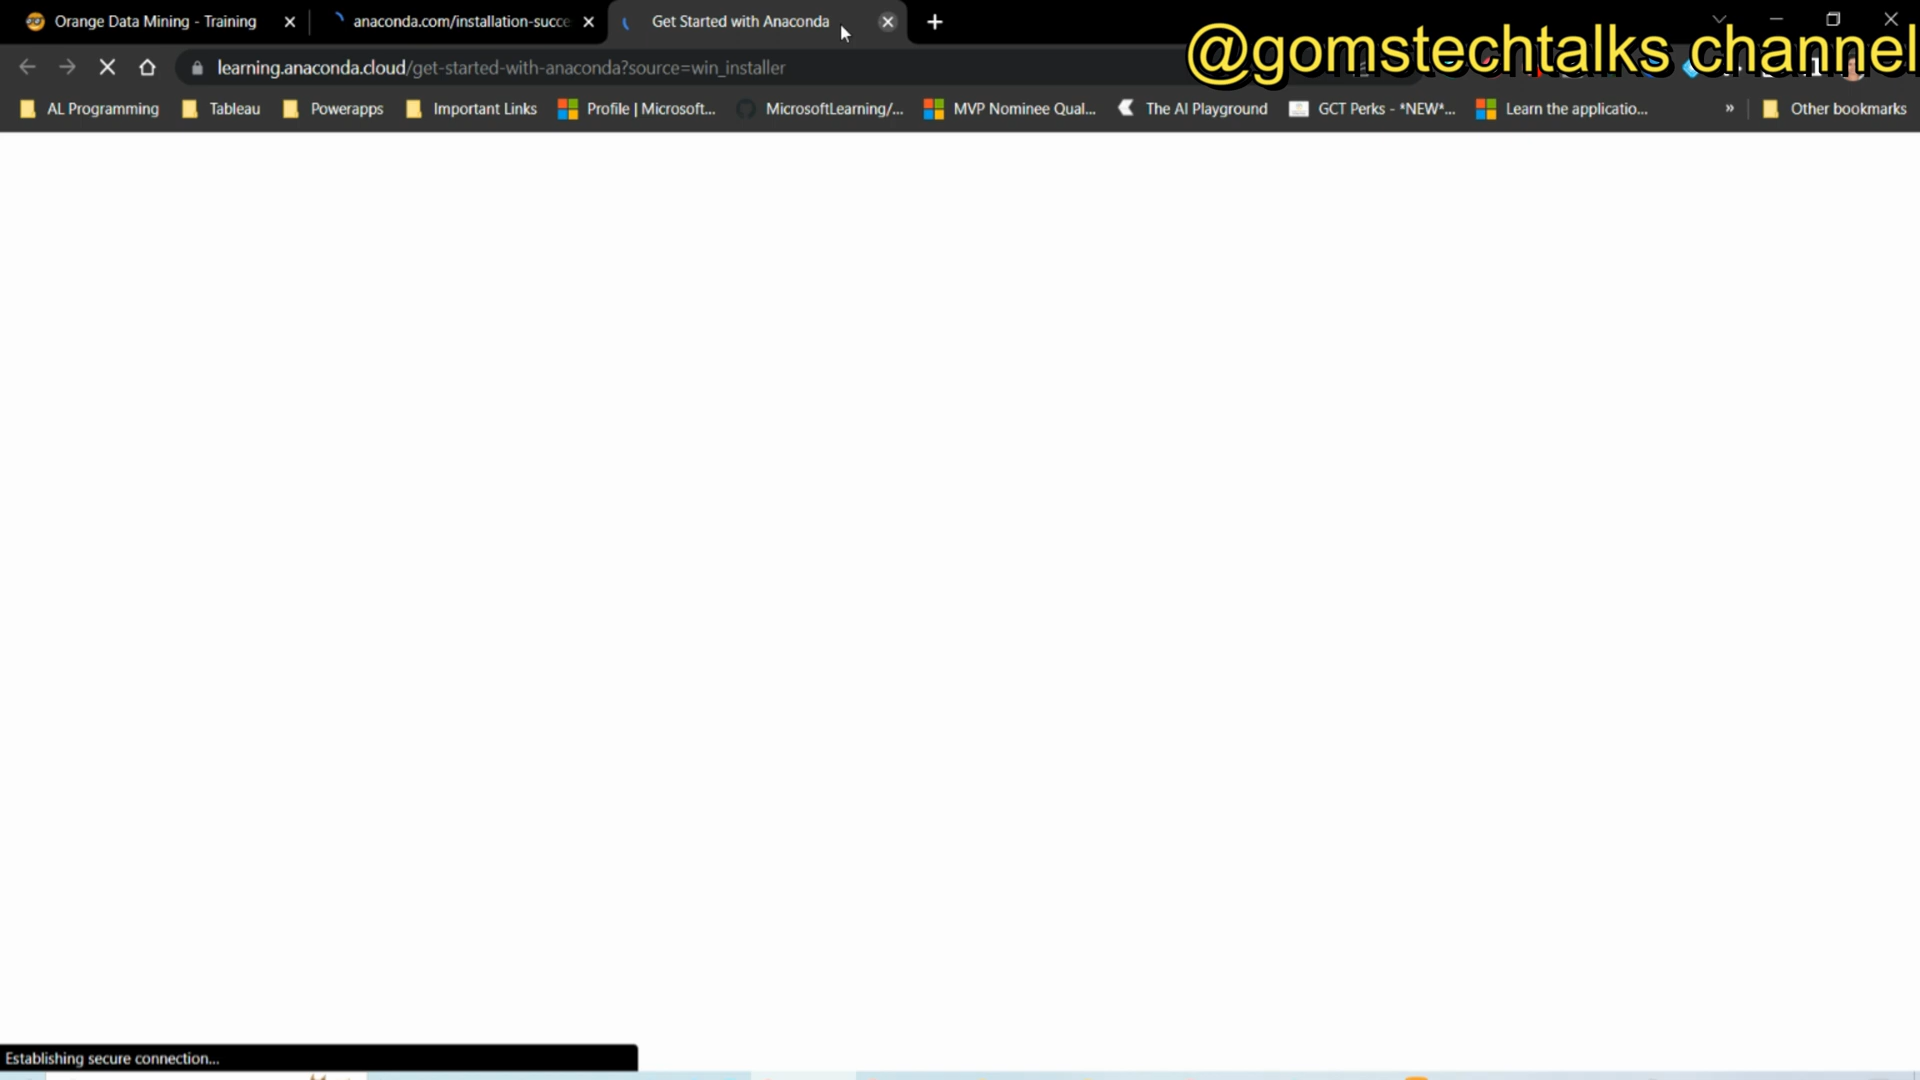 Orange Data Mining - Training
anaconda.com/installation-succe
Get Started with Anaconda
@gomstechtalks channel
learning.anaconda.cloud/get-started-with-anaconda?source=win_installer
AL Programming
Tableau
Powerapps
Important Links
Profile | Microsoft...
MicrosoftLearning/...
MVP Nominee Qual...
The AI Playground
GCT Perks - *NEW*...
Learn the applicatio...
»
Other bookmarks
Establishing secure connection...